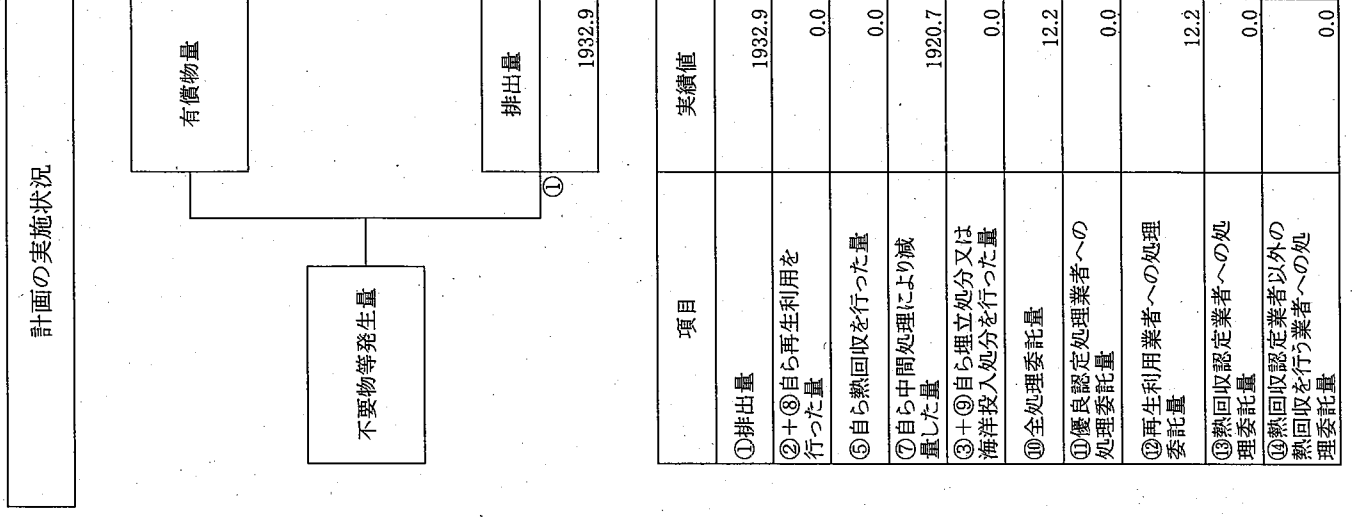 計画の実施状況
不要物等発生量
有償物量
排出量
①
1932.9
項目
実績値
①排出量
1932.9
②+⑧自ら再生利用を
行った量
0.0
⑤自ら熱回収を行った量
0.0
⑦自ら中間処理により減
量した量
1920.7
③+⑨自ら埋立処分又は
海洋投入処分を行った量
0.0
⑩全処理委託量
12.2
⑪優良認定処理業者への
処理委託量
0.0
⑫再生利用業者への処理
委託量
12.2
⑬熱回収認定業者への処
理委託量
0.0
⑭熱回収認定業者以外の
熱回収を行う業者への処
理委託量
0.0